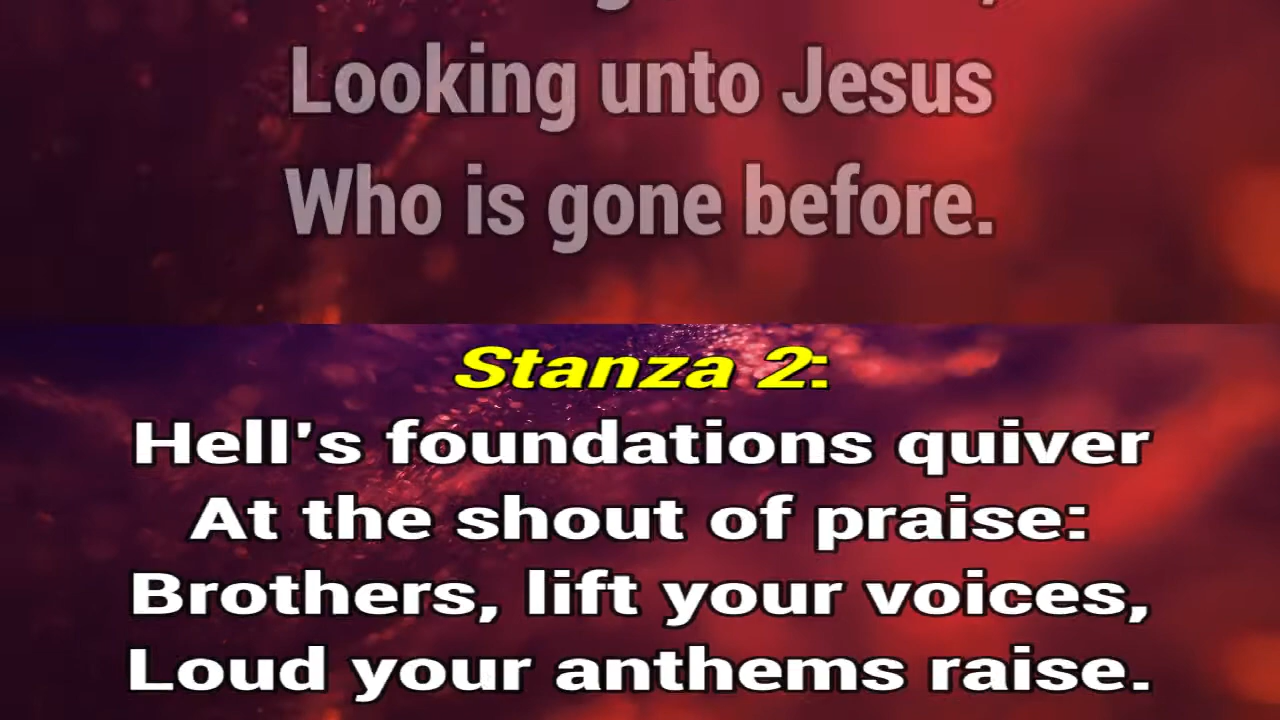 Looking unto Jesus
Who is gone before.
Stanza 2:
Hell's foundations quiver
At the shout of praise:
Brothers, lift your voices,
Loud your anthems raise.